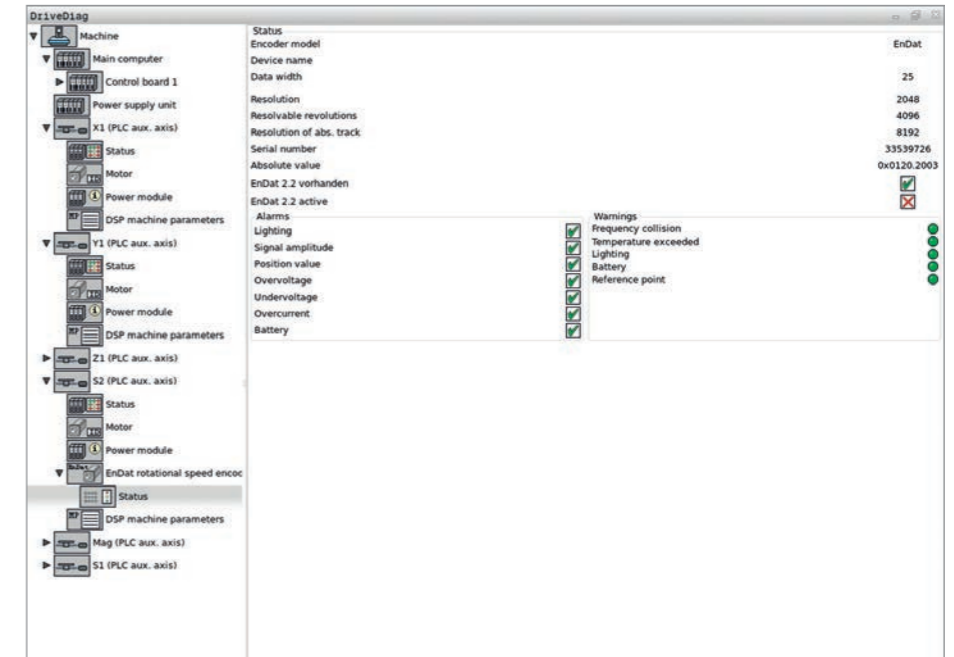 DriveDiag
Machine
Main computer
Control board 1
Power supply unit
X1 (PLC aux. axis)
Status
Motor
Power module
DSP machine parameters
Y1 (PLC aux. axis)
Status
Motor
Power module
DSP machine parameters
Z1 (PLC aux. axis)
S2 (PLC aux. axis)
Status
Motor
Power module
EnDat rotational speed encoc
Status
DSP machine parameters
Mag (PLC aux. axis)
S1 (PLC aux. axis)
Status
Encoder model EnDat
Device name
Data width 25
Resolution 2048
Resolvable revolutions 4096
Resolution of abs. track 8192
Serial number 33539726
Absolute value 0x0120.2003
EnDat 2.2 vorhanden
EnDat 2.2 active
Alarms
Lighting
Signal amplitude
Position value
Overvoltage
Undervoltage
Overcurrent
Battery
Warnings
Frequency collision
Temperature exceeded
Lighting
Battery
Reference point